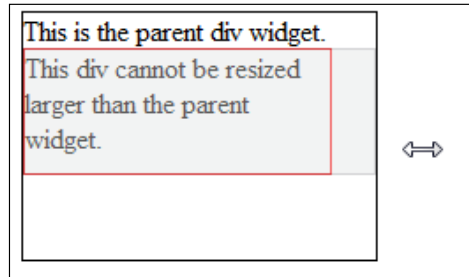 This is the parent div widget.
This div cannot be resized
larger than the parent
widget.